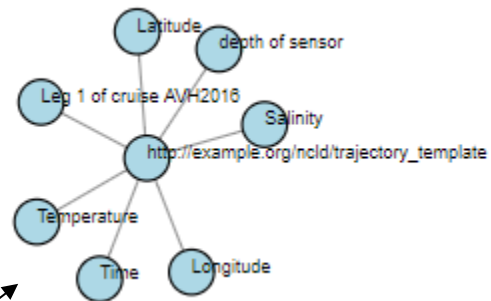 Latitude
depth of sensor
Leg 1 of cruise AVH2016
Salinity
http://example.org/ncld/trajectory_template
Temperature
Time
Longitude